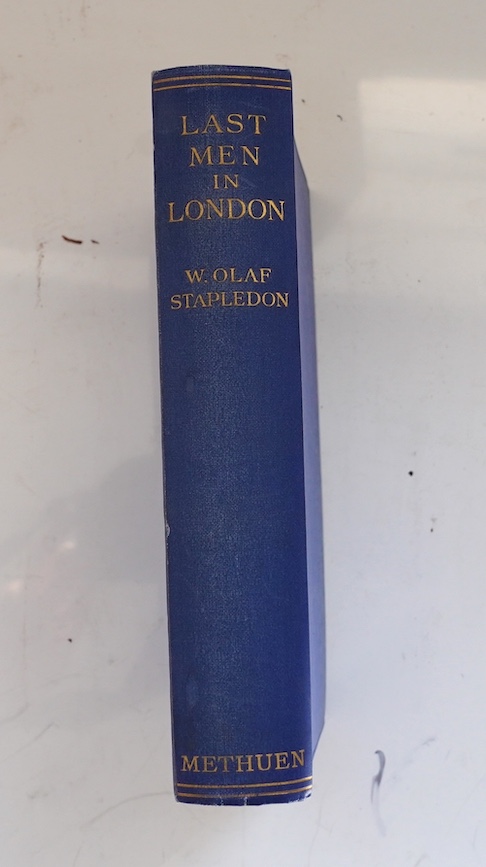 LAST
MEN
IN
LONDON
W. OLAF
STAPLEDON
METHUEN